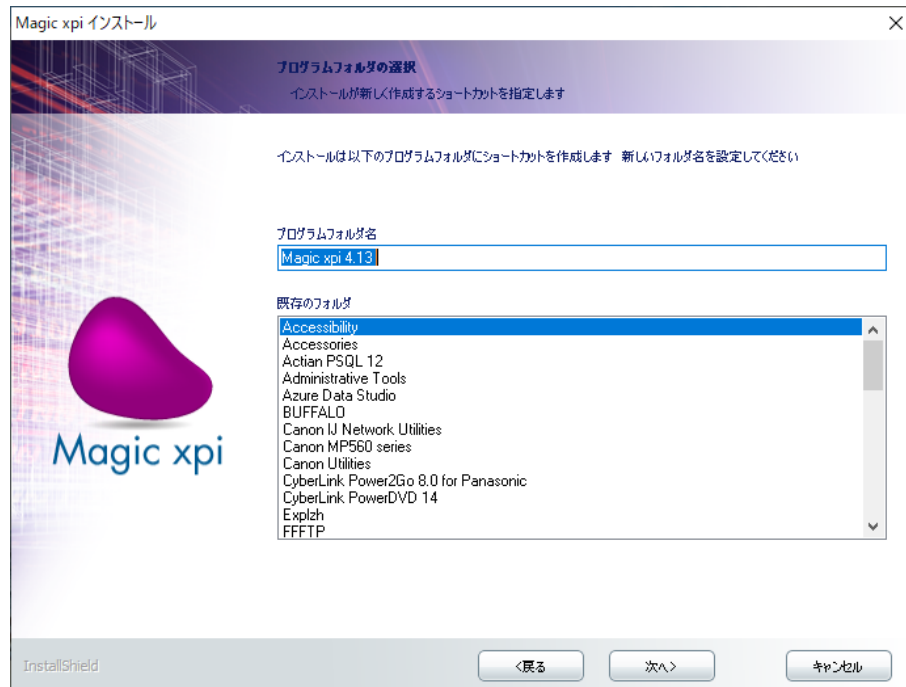 Magic xpi インストール
プログラムフォルダの選択
インストールが新しく作成するショートカットを指定します
インストールは以下のプログラムフォルダにショートカットを作成します 新しいフォルダ名を設定してください
プログラムフォルダ名
Magic xpi 4.13
既存のフォルダ
Accessibility
Accessories
Actian PSQL 12
Administrative Tools
Azure Data Studio
BUFFALO
Canon IJ Network Utilities
Canon MP560 series
Canon Utilities
CyberLink Power2Go 8.0 for Panasonic
CyberLink PowerDVD 14
Explzh
FFFTP
Magic xpi
InstallShield
<戻る
次へ>
キャンセル